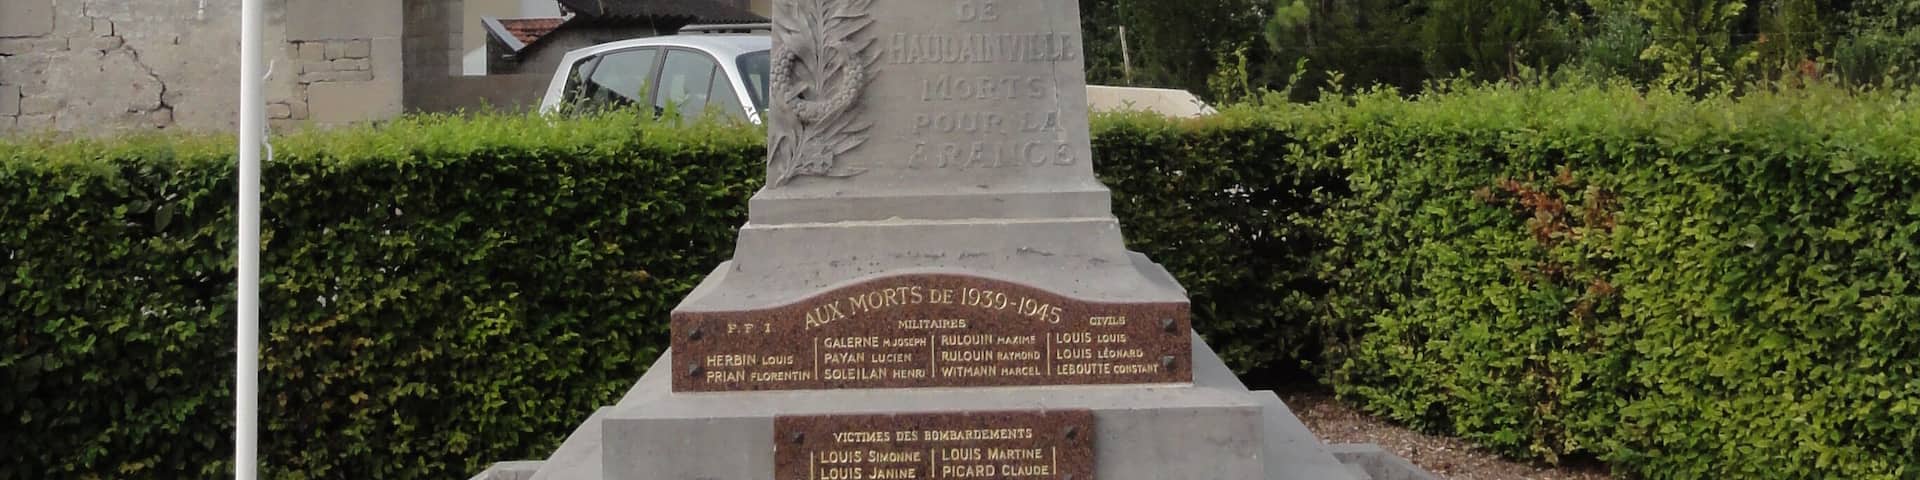 DE
HAUDAINVILLE
MORTS
POUR LA
FRANCE
AUX MORTS DE 1939-1945
F. F. I
MILITAIRES
CIVILS
HERBIN LOUIS
PRIAN FLORENTIN
GALERNE M.JOSEPH
PAYAN LUCIEN
SOLEILAN HENRI
RULOUIN MAXIME
RULOUIN RAYMOND
WITMANN MARCEL
LOUIS LOUIS
LOUIS LÉONARD
LEBOUTTE CONSTANT
VICTIMES DES BOMBARDEMENTS
LOUIS SIMONNE
LOUIS JANINE
LOUIS MARTINE
PICARD CLAUDE